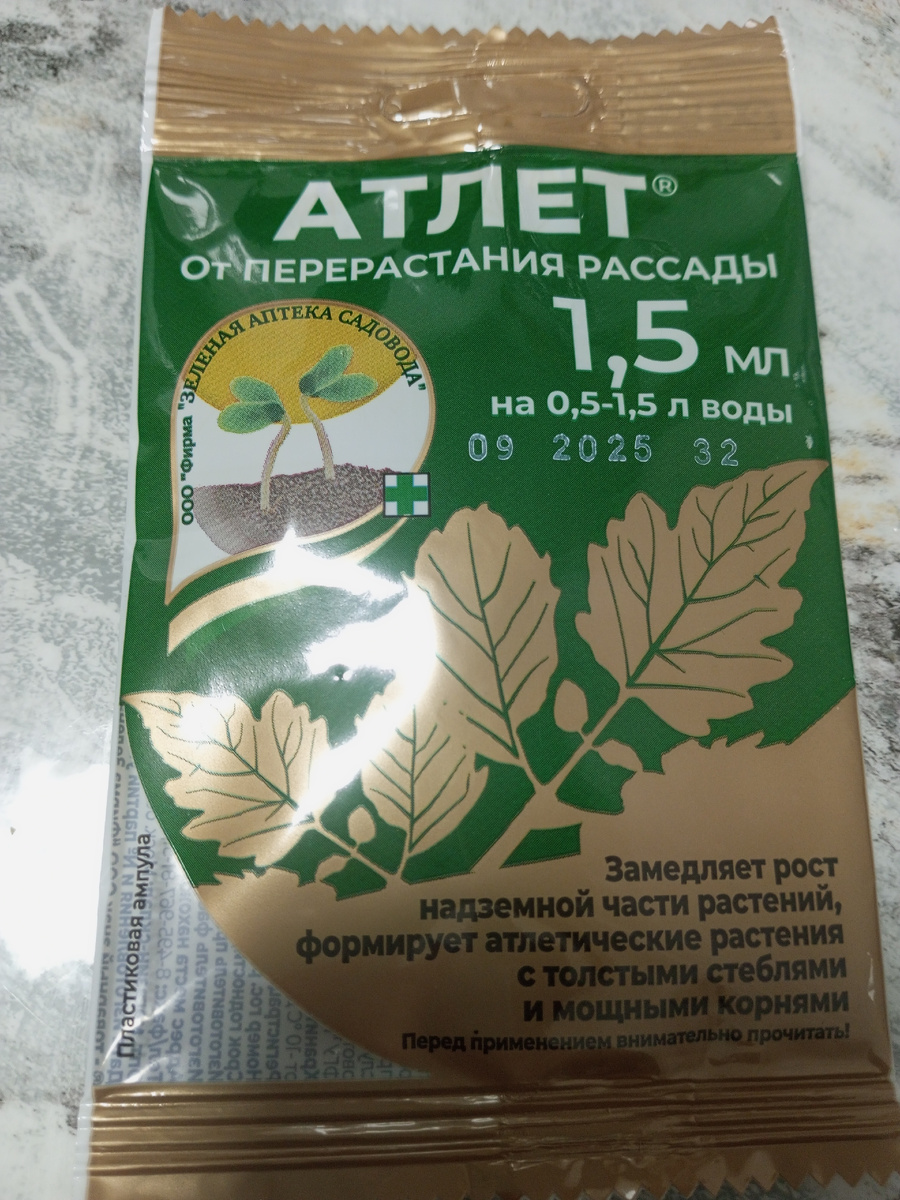 АТЛЕТ®
От ПЕРЕРАСТАНИЯ РАССАДЫ
ООО "Фирма "ЗЕЛЕНАЯ АПТЕКА САДОВОДА"
1,5 мл
на 0,5-1,5 л воды
09 2025 32
Замедляет рост
надземной части растений,
формирует атлетические растения
с толстыми стеблями
и мощными корнями
Перед применением внимательно прочитать!
Пластиковая ампула